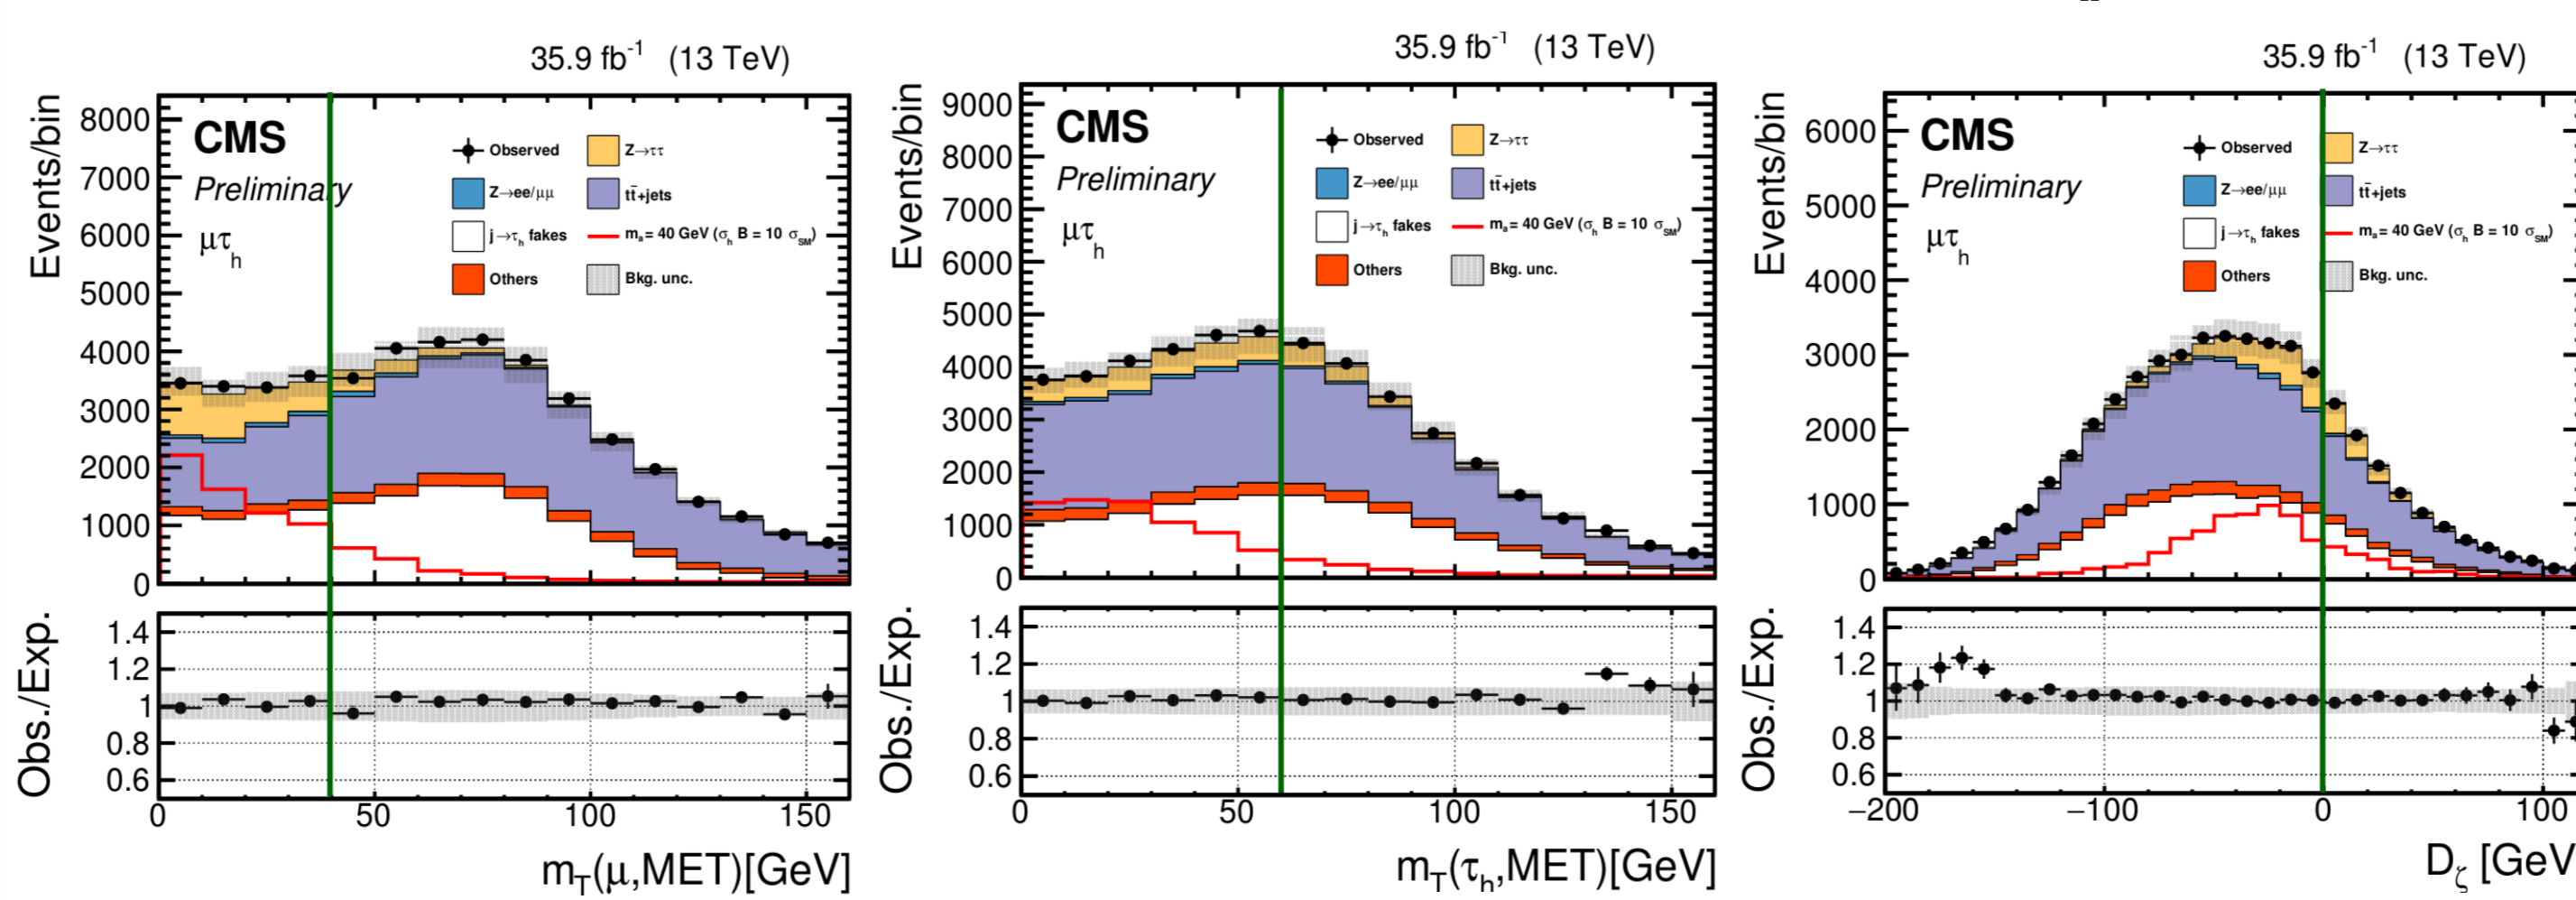 35.9 fb⁻¹ (13 TeV)
Events/bin
8000
7000
6000
5000
4000
3000
2000
1000
0
CMS
Preliminary
μτh
Observed
Z→ττ
Z→ee/μμ
tt̄+jets
j→τh fakes
ma = 40 GeV (σh B = 10 σSM)
Others
Bkg. unc.
Obs./Exp.
1.4
1.2
1
0.8
0.6
0 50 100 150
mT(μ,MET)[GeV]
35.9 fb⁻¹ (13 TeV)
Events/bin
9000
8000
7000
6000
5000
4000
3000
2000
1000
0
CMS
Preliminary
μτh
Observed
Z→ττ
Z→ee/μμ
tt̄+jets
j→τh fakes
ma = 40 GeV (σh B = 10 σSM)
Others
Bkg. unc.
Obs./Exp.
1.4
1.2
1
0.8
0.6
0 50 100 150
mT(τh,MET)[GeV]
35.9 fb⁻¹ (13 TeV)
Events/bin
6000
5000
4000
3000
2000
1000
0
CMS
Preliminary
μτh
Observed
Z→ττ
Z→ee/μμ
tt̄+jets
j→τh fakes
ma = 40 GeV (σh B = 10 σSM)
Others
Bkg. unc.
Obs./Exp.
1.4
1.2
1
0.8
0.6
−200 −100 0 100
Dζ [GeV